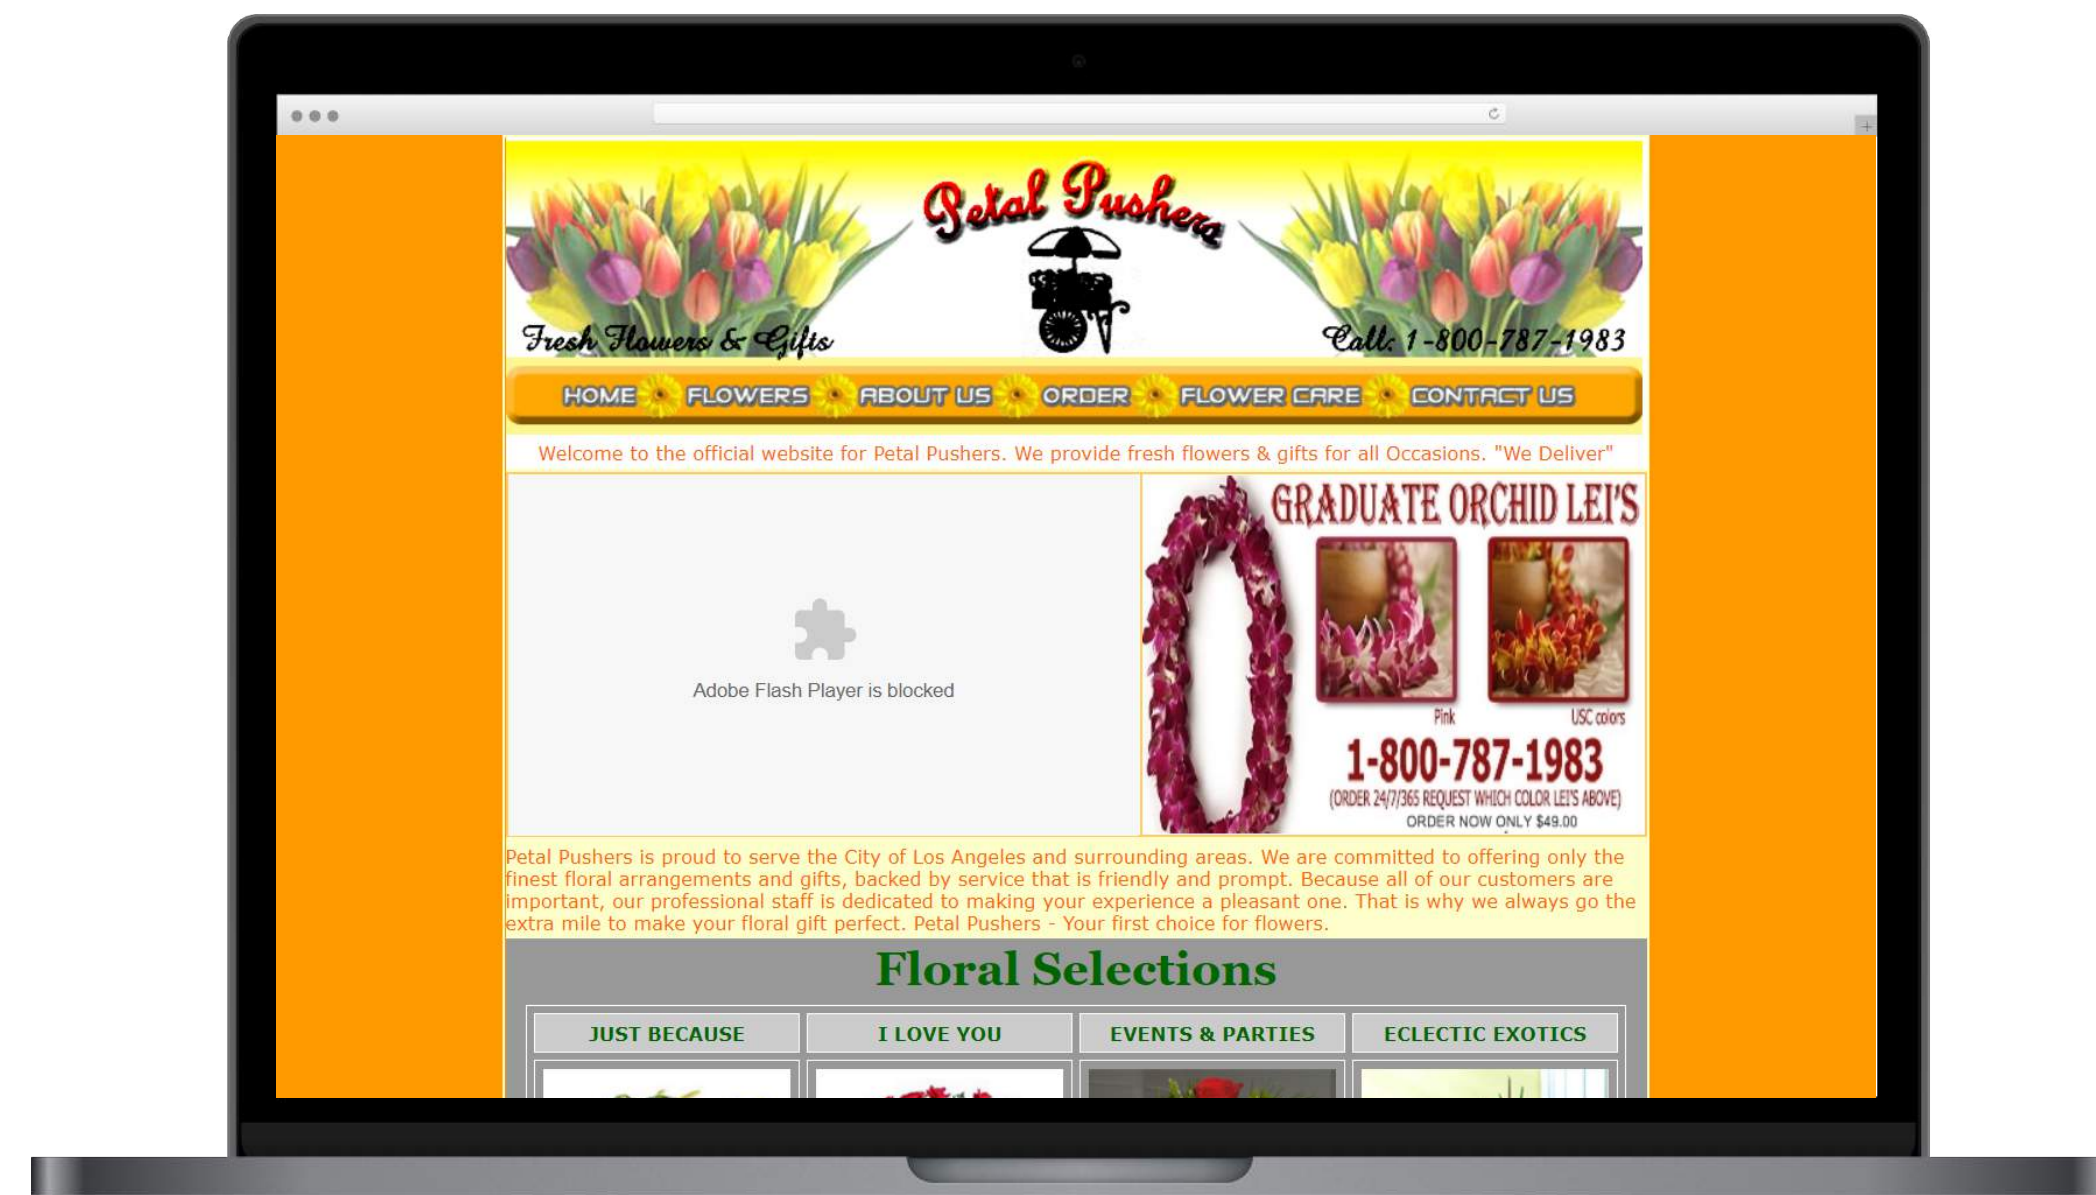 Petal Pushers
Fresh Flowers & Gifts
Call: 1-800-787-1983
HOME FLOWERS ABOUT US ORDER FLOWER CARE CONTACT US
Welcome to the official website for Petal Pushers. We provide fresh flowers & gifts for all Occasions. "We Deliver"
Adobe Flash Player is blocked
GRADUATE ORCHID LEI'S
Pink
USC colors
1-800-787-1983
(ORDER 24/7/365 REQUEST WHICH COLOR LEI'S ABOVE)
ORDER NOW ONLY $49.00
Petal Pushers is proud to serve the City of Los Angeles and surrounding areas. We are committed to offering only the
finest floral arrangements and gifts, backed by service that is friendly and prompt. Because all of our customers are
important, our professional staff is dedicated to making your experience a pleasant one. That is why we always go the
extra mile to make your floral gift perfect. Petal Pushers - Your first choice for flowers.
Floral Selections
JUST BECAUSE
I LOVE YOU
EVENTS & PARTIES
ECLECTIC EXOTICS